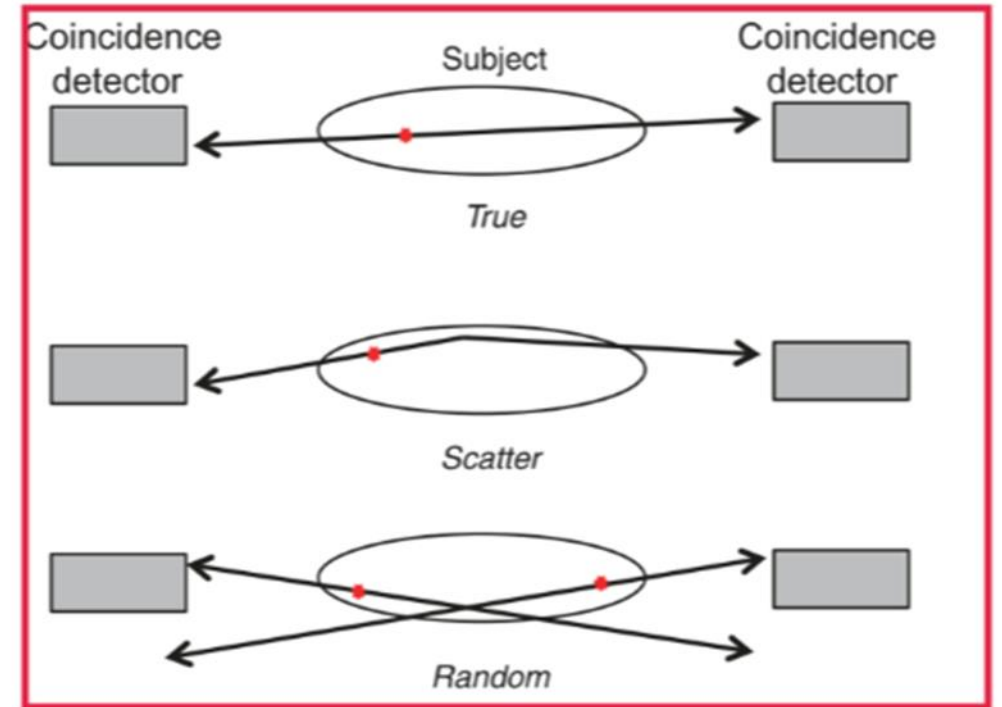 Coincidence
detector
Subject
Coincidence
detector
True
Scatter
Random